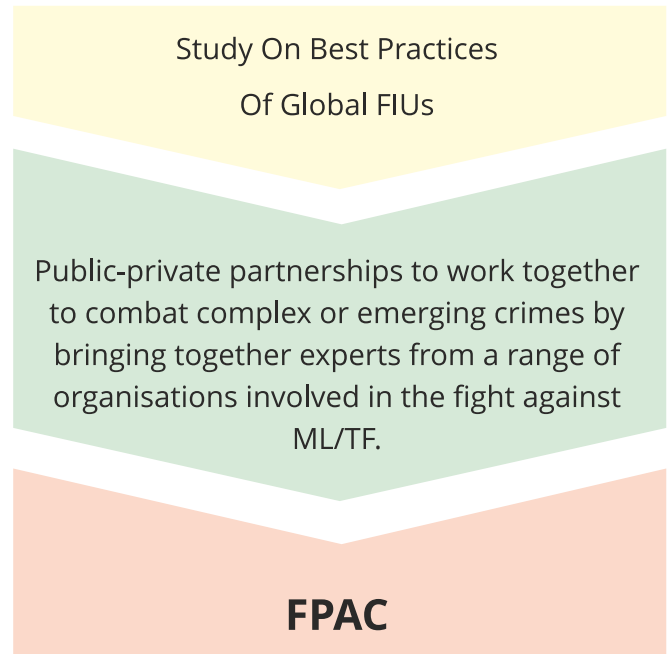 Study On Best Practices
Of Global FIUs
Public-private partnerships to work together
to combat complex or emerging crimes by
bringing together experts from a range of
organisations involved in the fight against
ML/TF.
FPAC